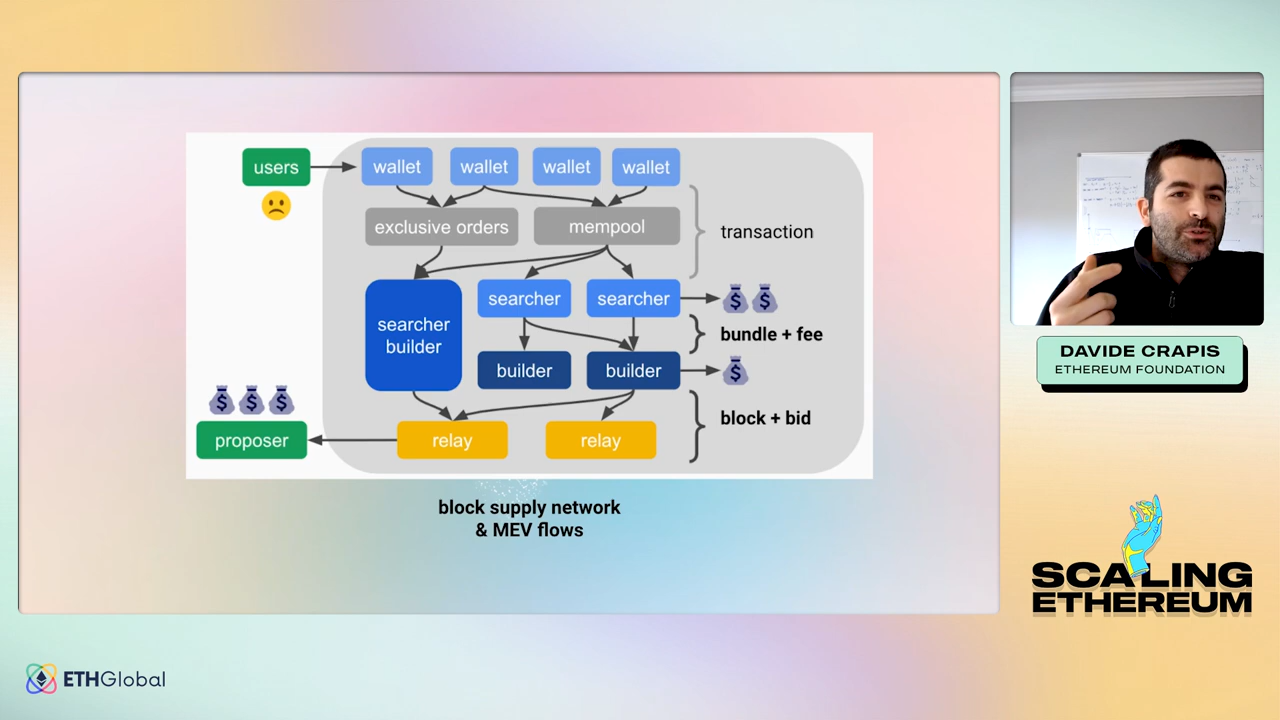 users
wallet
wallet
wallet
wallet
exclusive orders
mempool
transaction
searcher
builder
searcher
searcher
$ $
bundle + fee
builder
builder
$
$ $ $
block + bid
proposer
relay
relay
block supply network
& MEV flows
DAVIDE CRAPIS
ETHEREUM FOUNDATION
SCALING
ETHEREUM
ETHGlobal